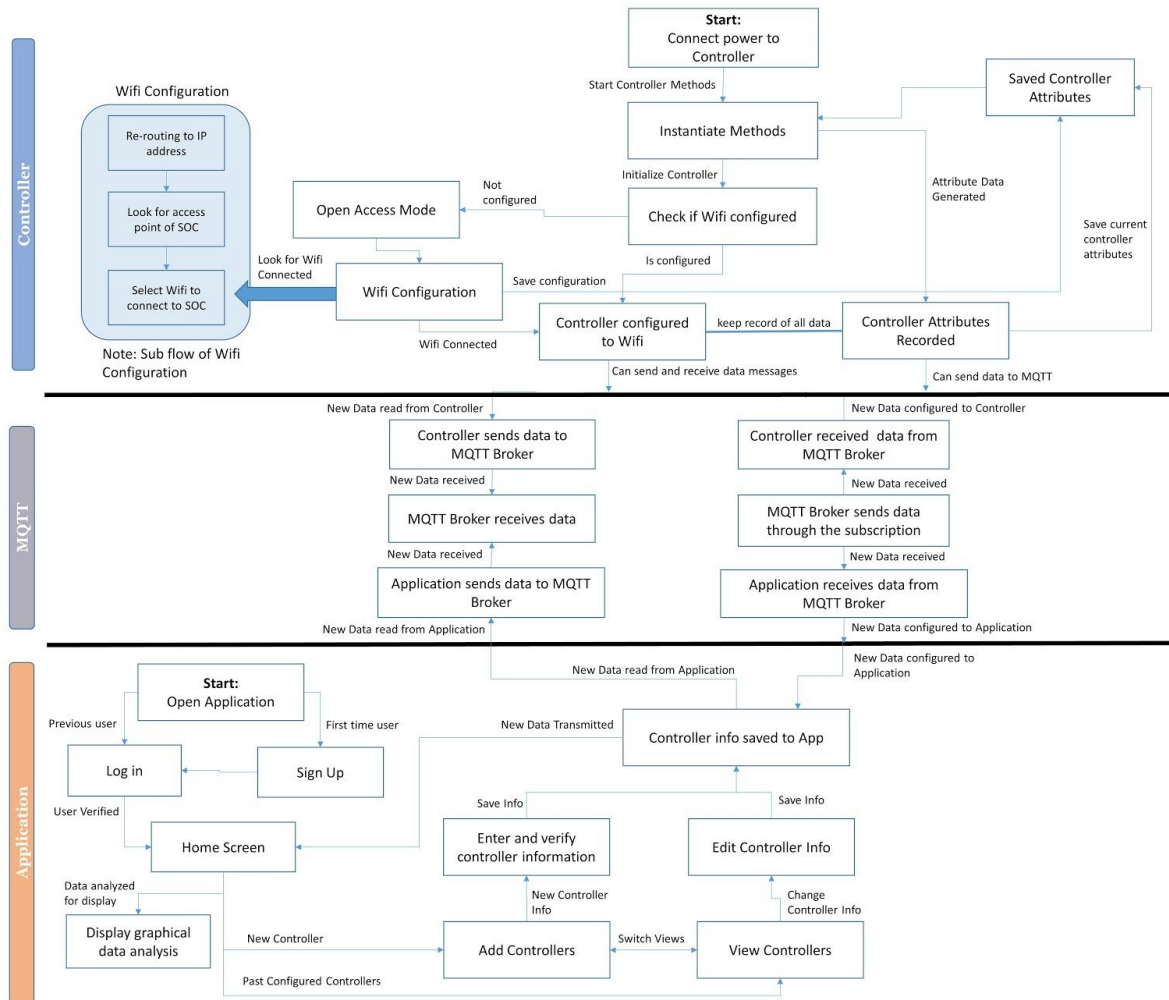 Controller
Start:
Connect power to
Controller
Start Controller Methods
Saved Controller
Attributes
Wifi Configuration
Re-routing to IP
address
Look for access
point of SOC
Select Wifi to
connect to SOC
Note: Sub flow of Wifi
Configuration
Instantiate Methods
Initialize Controller
Attribute Data
Generated
Not
configured
Open Access Mode
Check if Wifi configured
Save current
controller
attributes
Look for Wifi
Connected
Is configured
Wifi Configuration
Save configuration
Wifi Connected
Controller configured
to Wifi
keep record of all data
Controller Attributes
Recorded
Can send and receive data messages
Can send data to MQTT
MQTT
New Data read from Controller
New Data configured to Controller
Controller sends data to
MQTT Broker
Controller received data from
MQTT Broker
New Data received
New Data received
MQTT Broker receives data
MQTT Broker sends data
through the subscription
New Data received
New Data received
Application sends data to MQTT
Broker
Application receives data from
MQTT Broker
New Data read from Application
New Data configured to Application
Application
New Data read from Application
New Data configured to
Application
Start:
Open Application
Previous user
First time user
New Data Transmitted
Controller info saved to App
Log in
Sign Up
User Verified
Save Info
Save Info
Home Screen
Enter and verify
controller information
Edit Controller Info
Data analyzed
for display
New Controller
Info
Change
Controller Info
Display graphical
data analysis
New Controller
Add Controllers
Switch Views
View Controllers
Past Configured Controllers